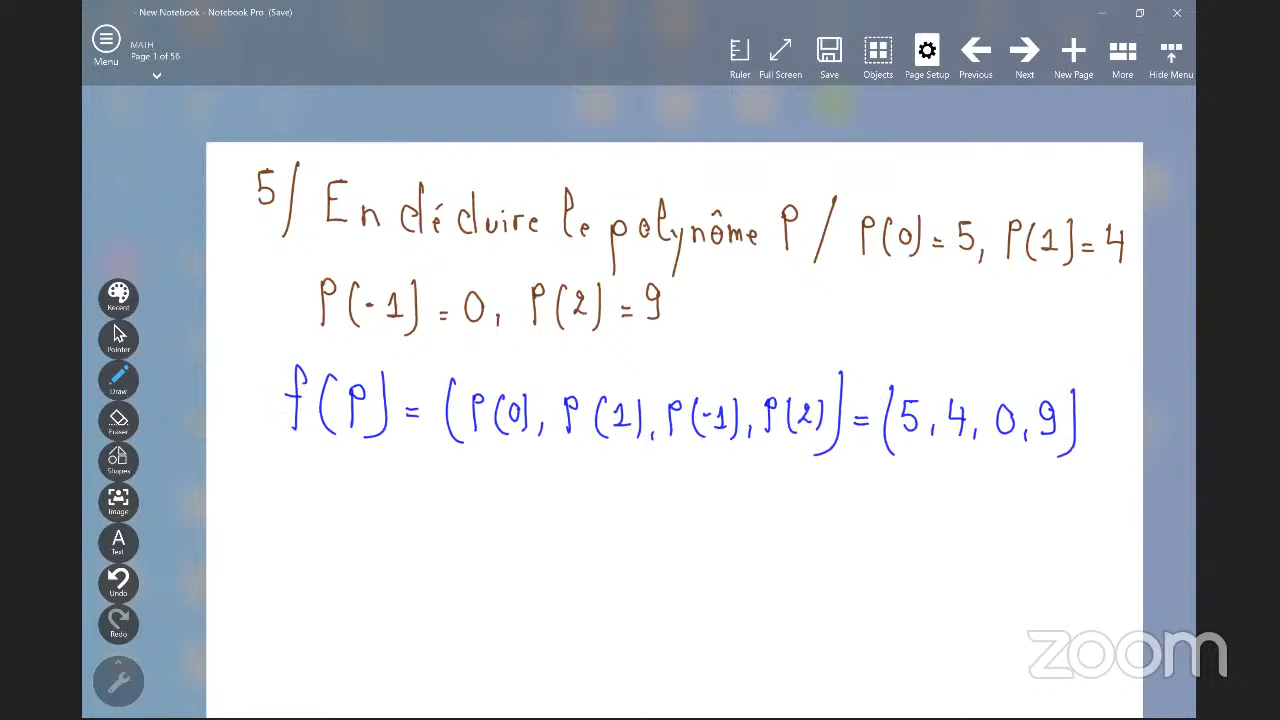 - New Notebook - Notebook Pro (Save)
Menu
MATH
Page 1 of 56
Ruler
Full Screen
Save
Objects
Page Setup
Previous
Next
New Page
More
Hide Menu
5/ En déduire le polynôme P / P(0) = 5, P(1) = 4
P(-1) = 0, P(2) = 9
f(P) = (P(0), P(1), P(-1), P(2)) = (5, 4, 0, 9)
Recent
Pointer
Draw
Eraser
Shapes
Image
A
Text
Undo
Redo
zoom